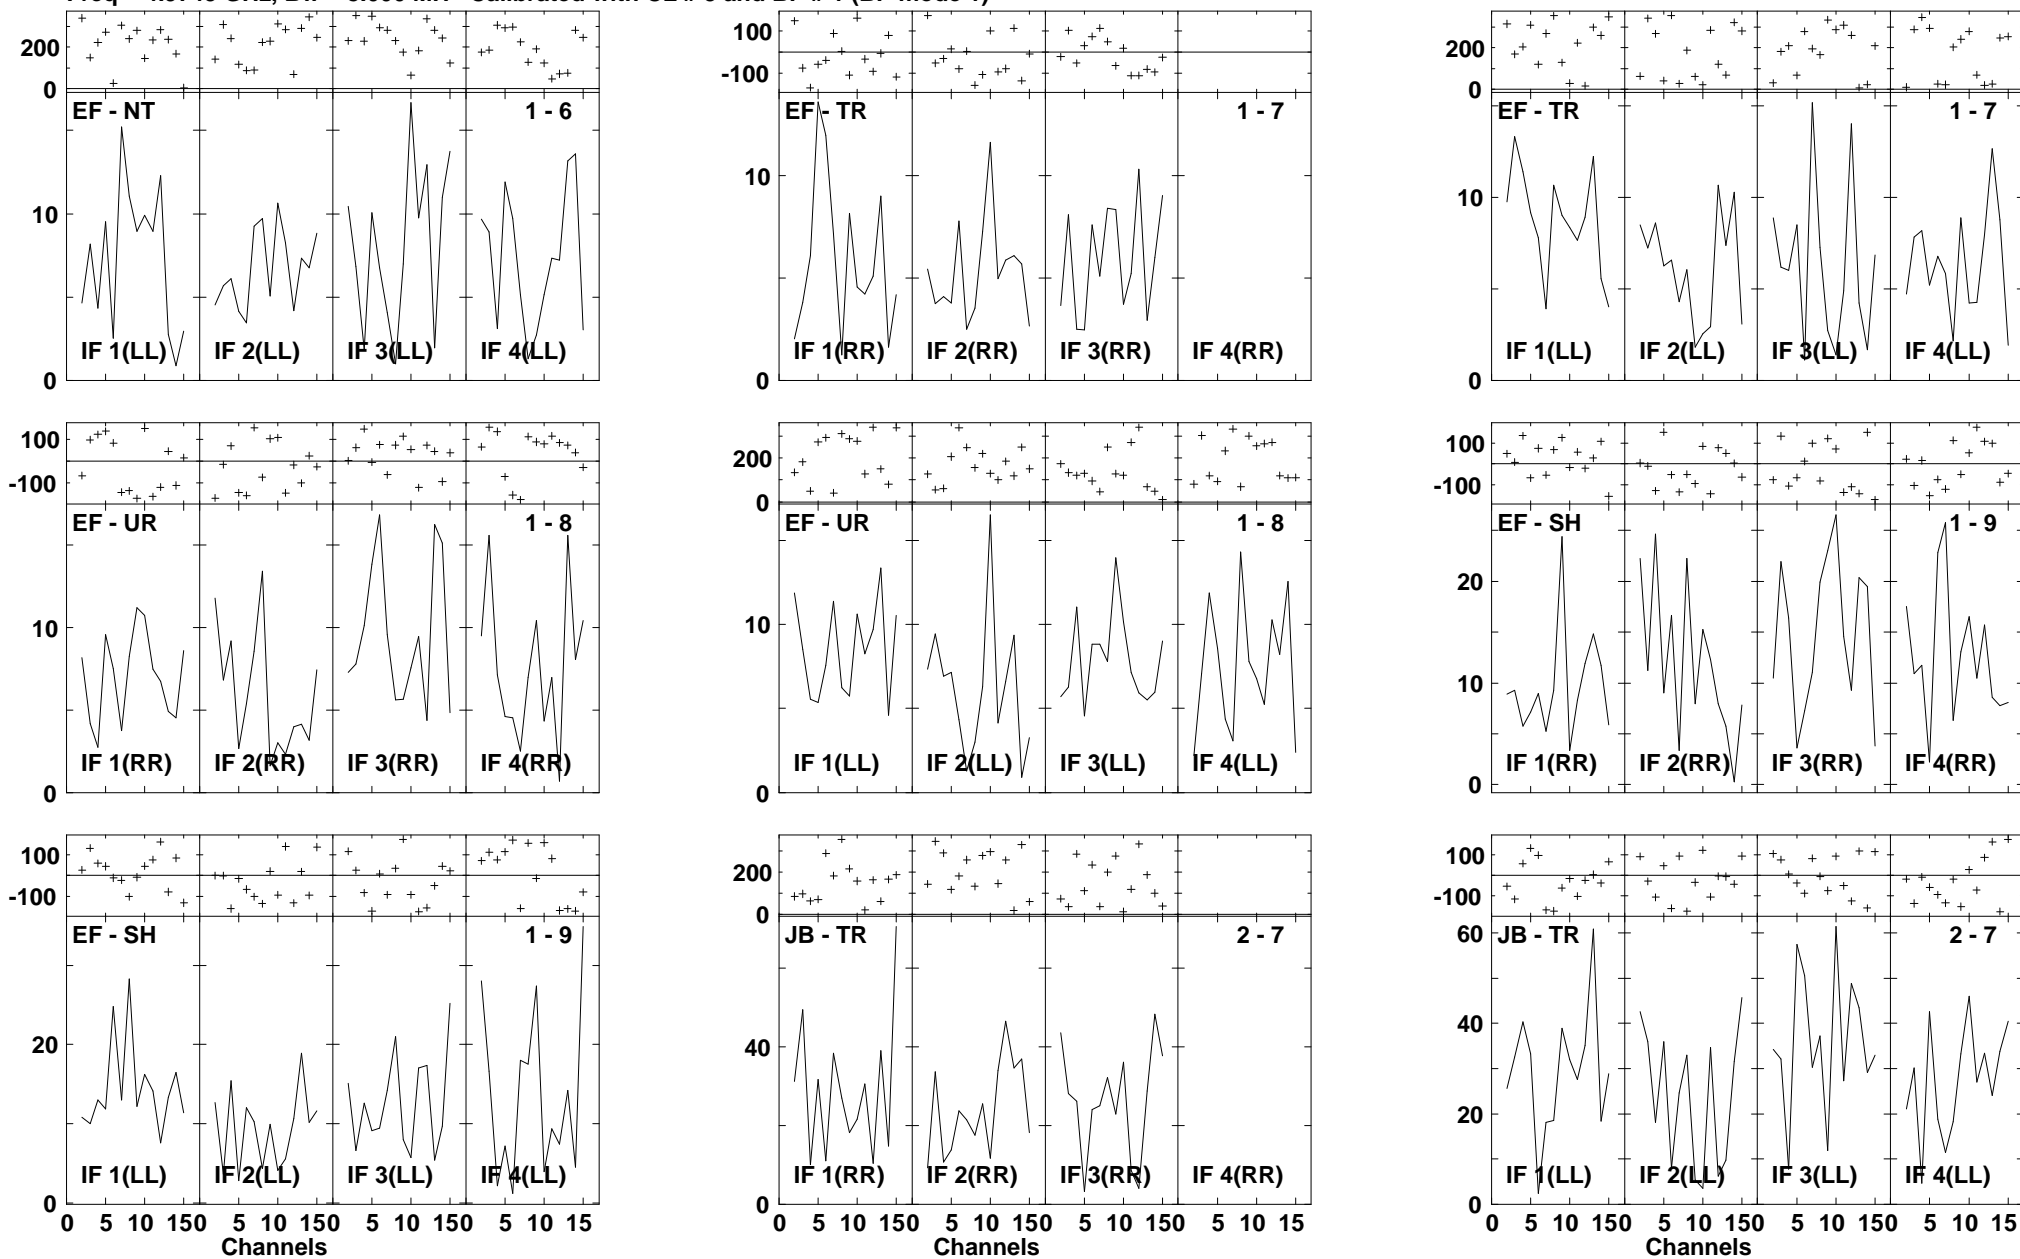 200
0
100
-100
200
0
EF - NT 1 - 6
EF - TR 1 - 7
EF - TR 1 - 7
10
10
10
IF 1(LL) IF 2(LL) IF 3(LL) IF 4(LL)
IF 1(RR) IF 2(RR) IF 3(RR) IF 4(RR)
IF 1(LL) IF 2(LL) IF 3(LL) IF 4(LL)
0
0
0
100
-100
200
0
100
-100
EF - UR 1 - 8
EF - UR 1 - 8
EF - SH 1 - 9
10
10
20
10
IF 1(RR) IF 2(RR) IF 3(RR) IF 4(RR)
IF 1(LL) IF 2(LL) IF 3(LL) IF 4(LL)
IF 1(RR) IF 2(RR) IF 3(RR) IF 4(RR)
0
0
0
100
-100
200
0
100
-100
EF - SH 1 - 9
JB - TR 2 - 7
JB - TR 2 - 7
20
40
60
40
20
IF 1(LL) IF 2(LL) IF 3(LL) IF 4(LL)
IF 1(RR) IF 2(RR) IF 3(RR) IF 4(RR)
IF 1(LL) IF 2(LL) IF 3(LL) IF 4(LL)
0
0
0
0 5 10 150 5 10 150 5 10 150 5 10 15
0 5 10 150 5 10 150 5 10 150 5 10 15
0 5 10 150 5 10 150 5 10 150 5 10 15
Channels
Channels
Channels